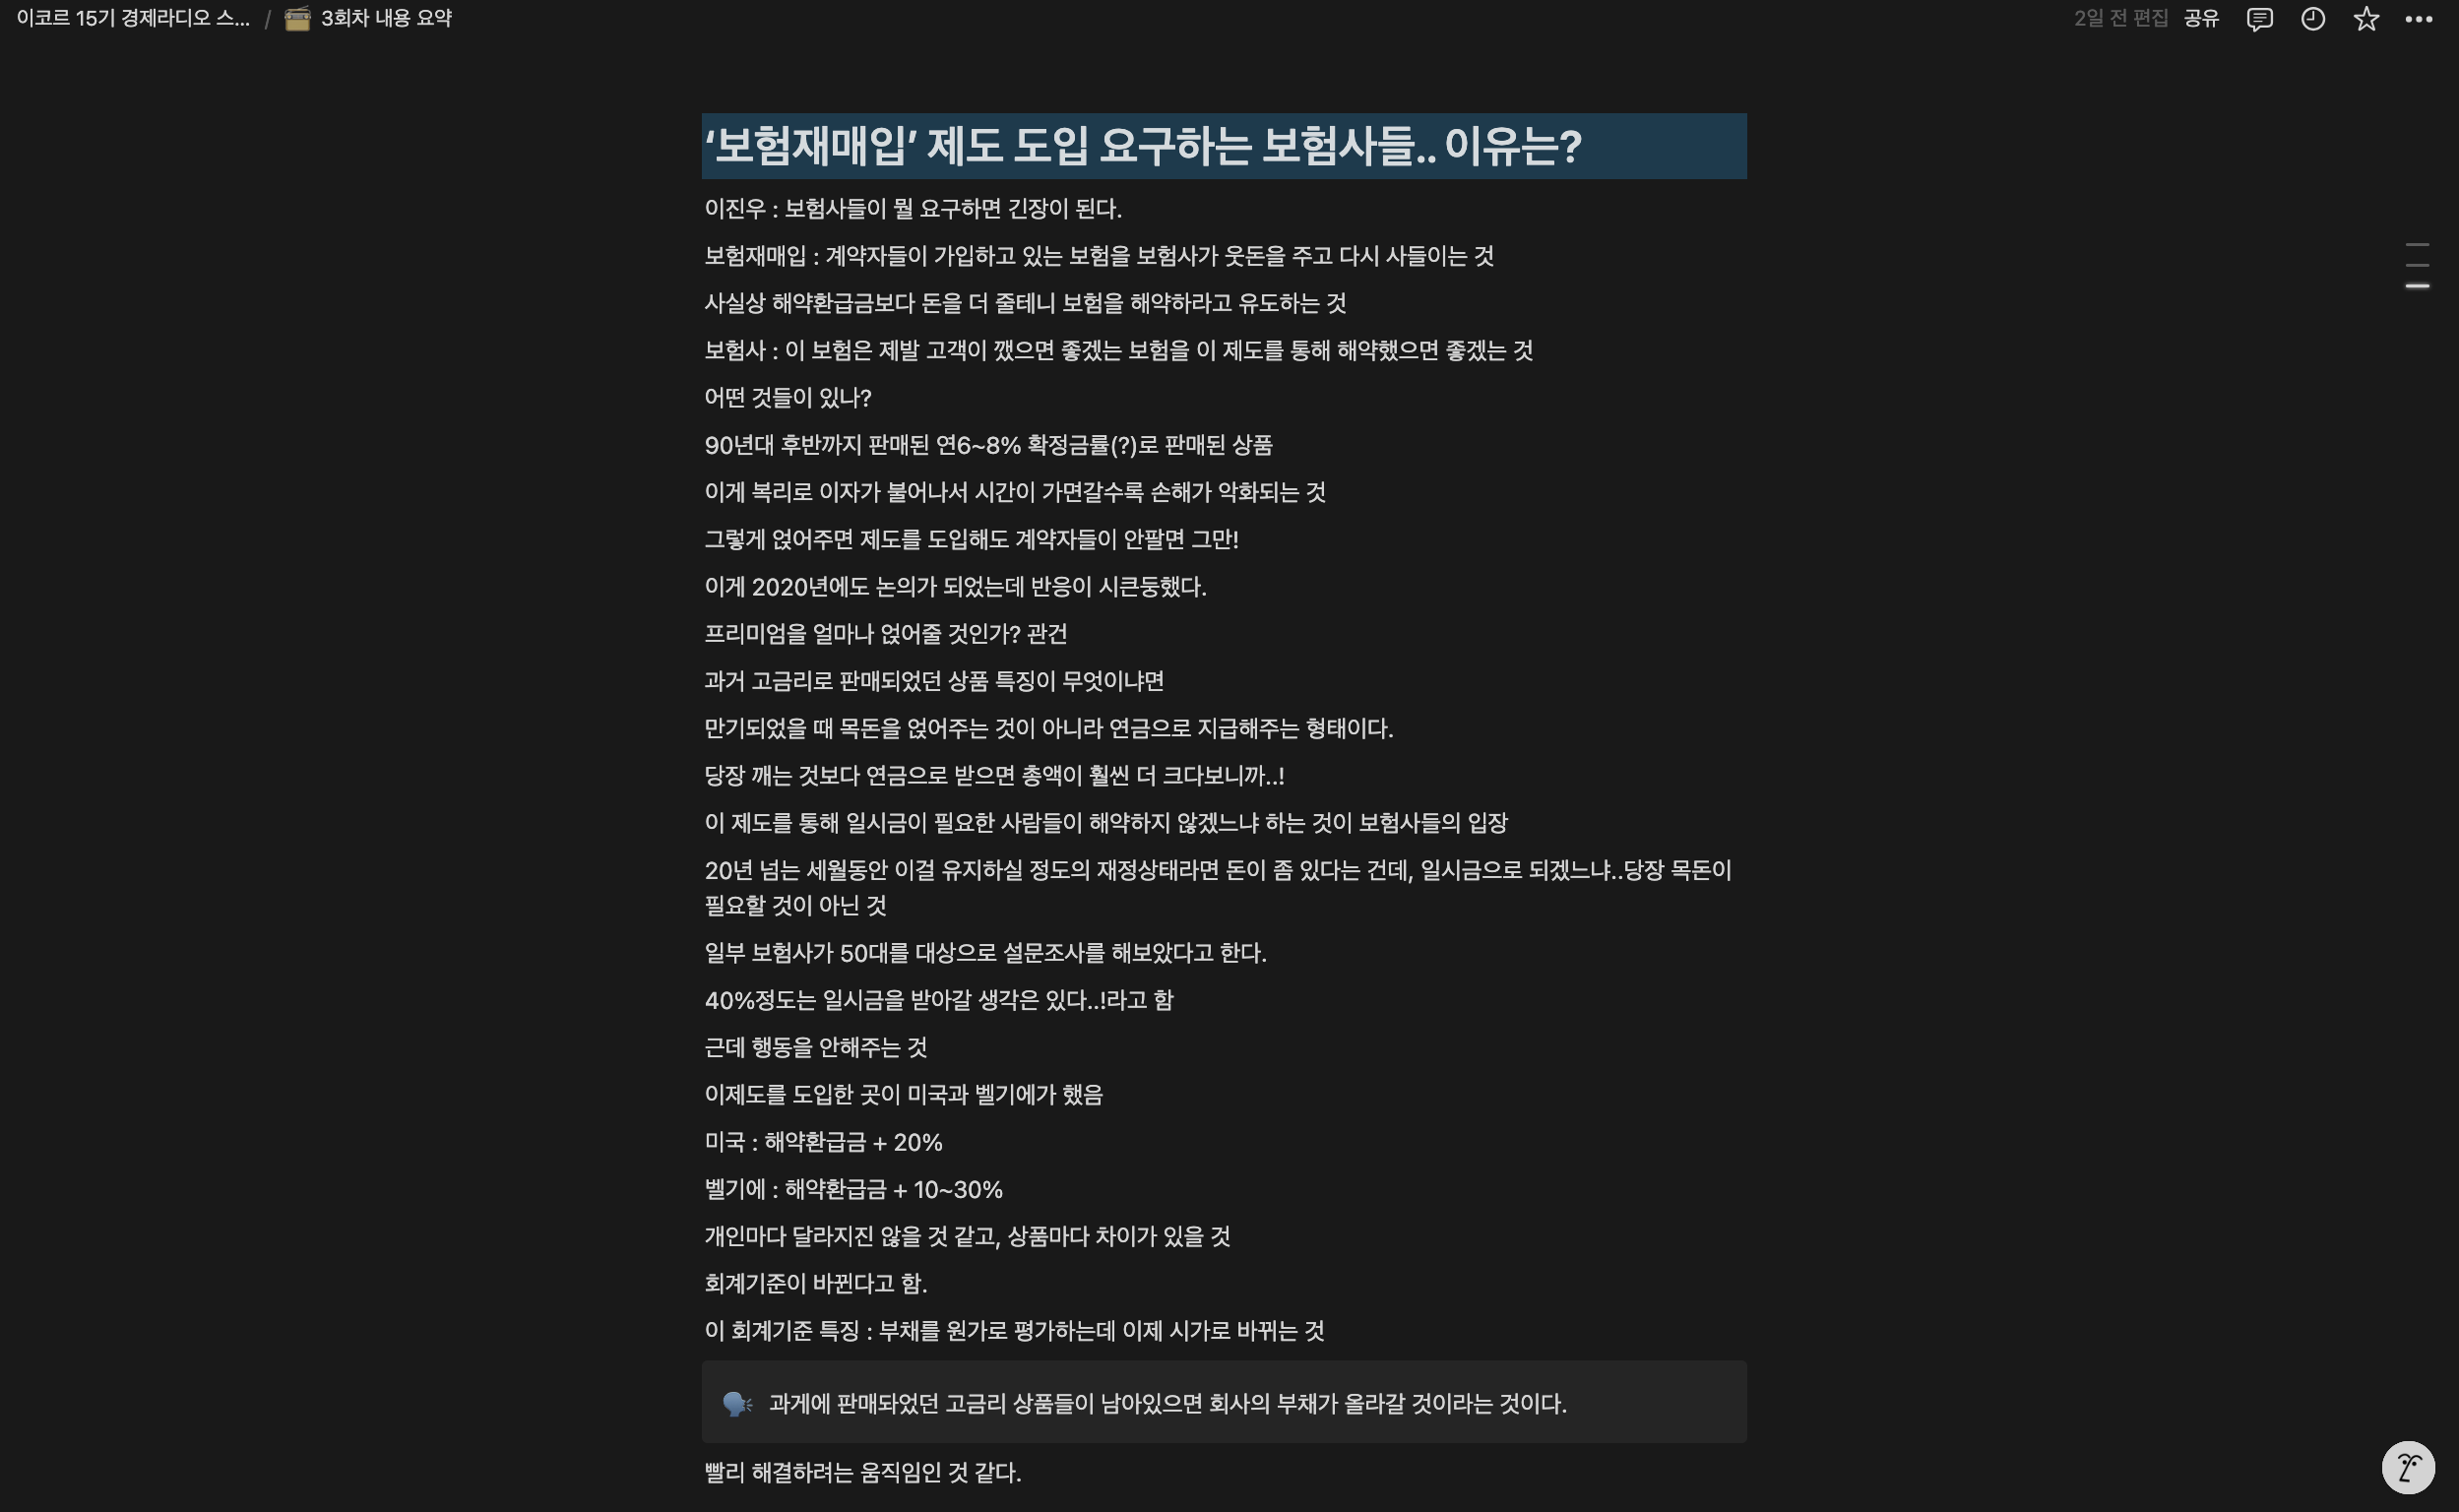 이코르 15기 경제라디오 스... / 3회차 내용 요약
2일 전 편집 공유
‘보험재매입’ 제도 도입 요구하는 보험사들.. 이유는?
이진우 : 보험사들이 뭘 요구하면 긴장이 된다.
보험재매입 : 계약자들이 가입하고 있는 보험을 보험사가 웃돈을 주고 다시 사들이는 것
사실상 해약환급금보다 돈을 더 줄테니 보험을 해약하라고 유도하는 것
보험사 : 이 보험은 제발 고객이 깼으면 좋겠는 보험을 이 제도를 통해 해약했으면 좋겠는 것
어떤 것들이 있나?
90년대 후반까지 판매된 연6~8% 확정금률(?)로 판매된 상품
이게 복리로 이자가 불어나서 시간이 가면갈수록 손해가 악화되는 것
그렇게 얹어주면 제도를 도입해도 계약자들이 안팔면 그만!
이게 2020년에도 논의가 되었는데 반응이 시큰둥했다.
프리미엄을 얼마나 얹어줄 것인가? 관건
과거 고금리로 판매되었던 상품 특징이 무엇이냐면
만기되었을 때 목돈을 얹어주는 것이 아니라 연금으로 지급해주는 형태이다.
당장 깨는 것보다 연금으로 받으면 총액이 훨씬 더 크다보니까..!
이 제도를 통해 일시금이 필요한 사람들이 해약하지 않겠느냐 하는 것이 보험사들의 입장
20년 넘는 세월동안 이걸 유지하실 정도의 재정상태라면 돈이 좀 있다는 건데, 일시금으로 되겠느냐..당장 목돈이
필요할 것이 아닌 것
일부 보험사가 50대를 대상으로 설문조사를 해보았다고 한다.
40%정도는 일시금을 받아갈 생각은 있다..!라고 함
근데 행동을 안해주는 것
이제도를 도입한 곳이 미국과 벨기에가 했음
미국 : 해약환급금 + 20%
벨기에 : 해약환급금 + 10~30%
개인마다 달라지진 않을 것 같고, 상품마다 차이가 있을 것
회계기준이 바뀐다고 함.
이 회계기준 특징 : 부채를 원가로 평가하는데 이제 시가로 바뀌는 것
과게에 판매돠었던 고금리 상품들이 남아있으면 회사의 부채가 올라갈 것이라는 것이다.
빨리 해결하려는 움직임인 것 같다.